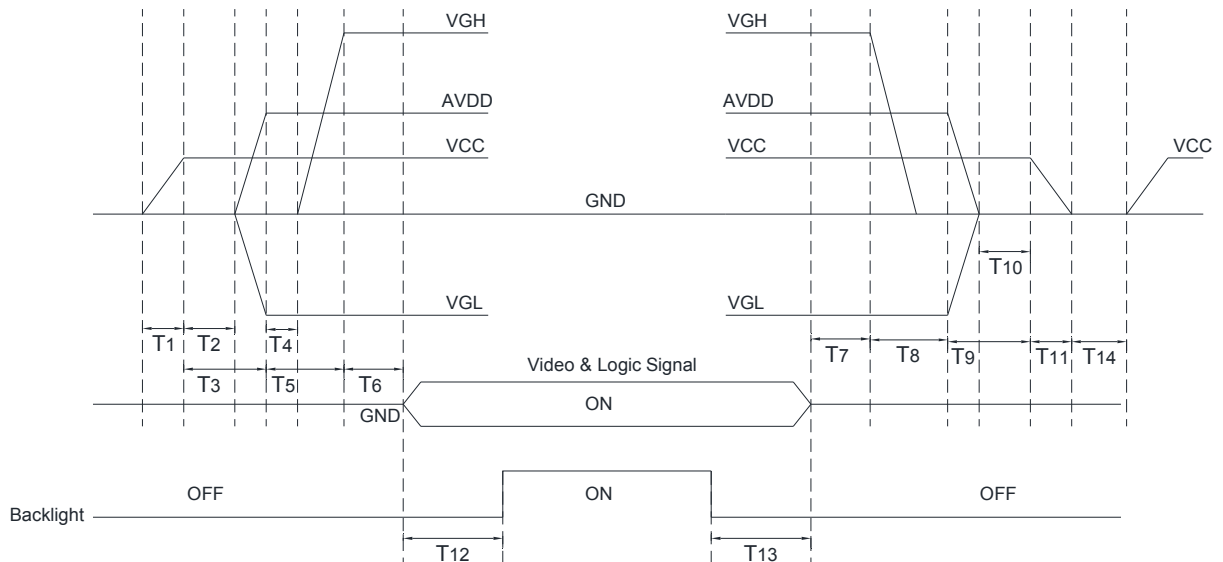 VGH VGH
AVDD AVDD
VCC VCC VCC
GND
T10
VGL VGL
T1 T2 T4 T7 T8 T9 T11 T14
T3 T5 T6 Video & Logic Signal
GND ON
OFF ON OFF
Backlight
T12 T13